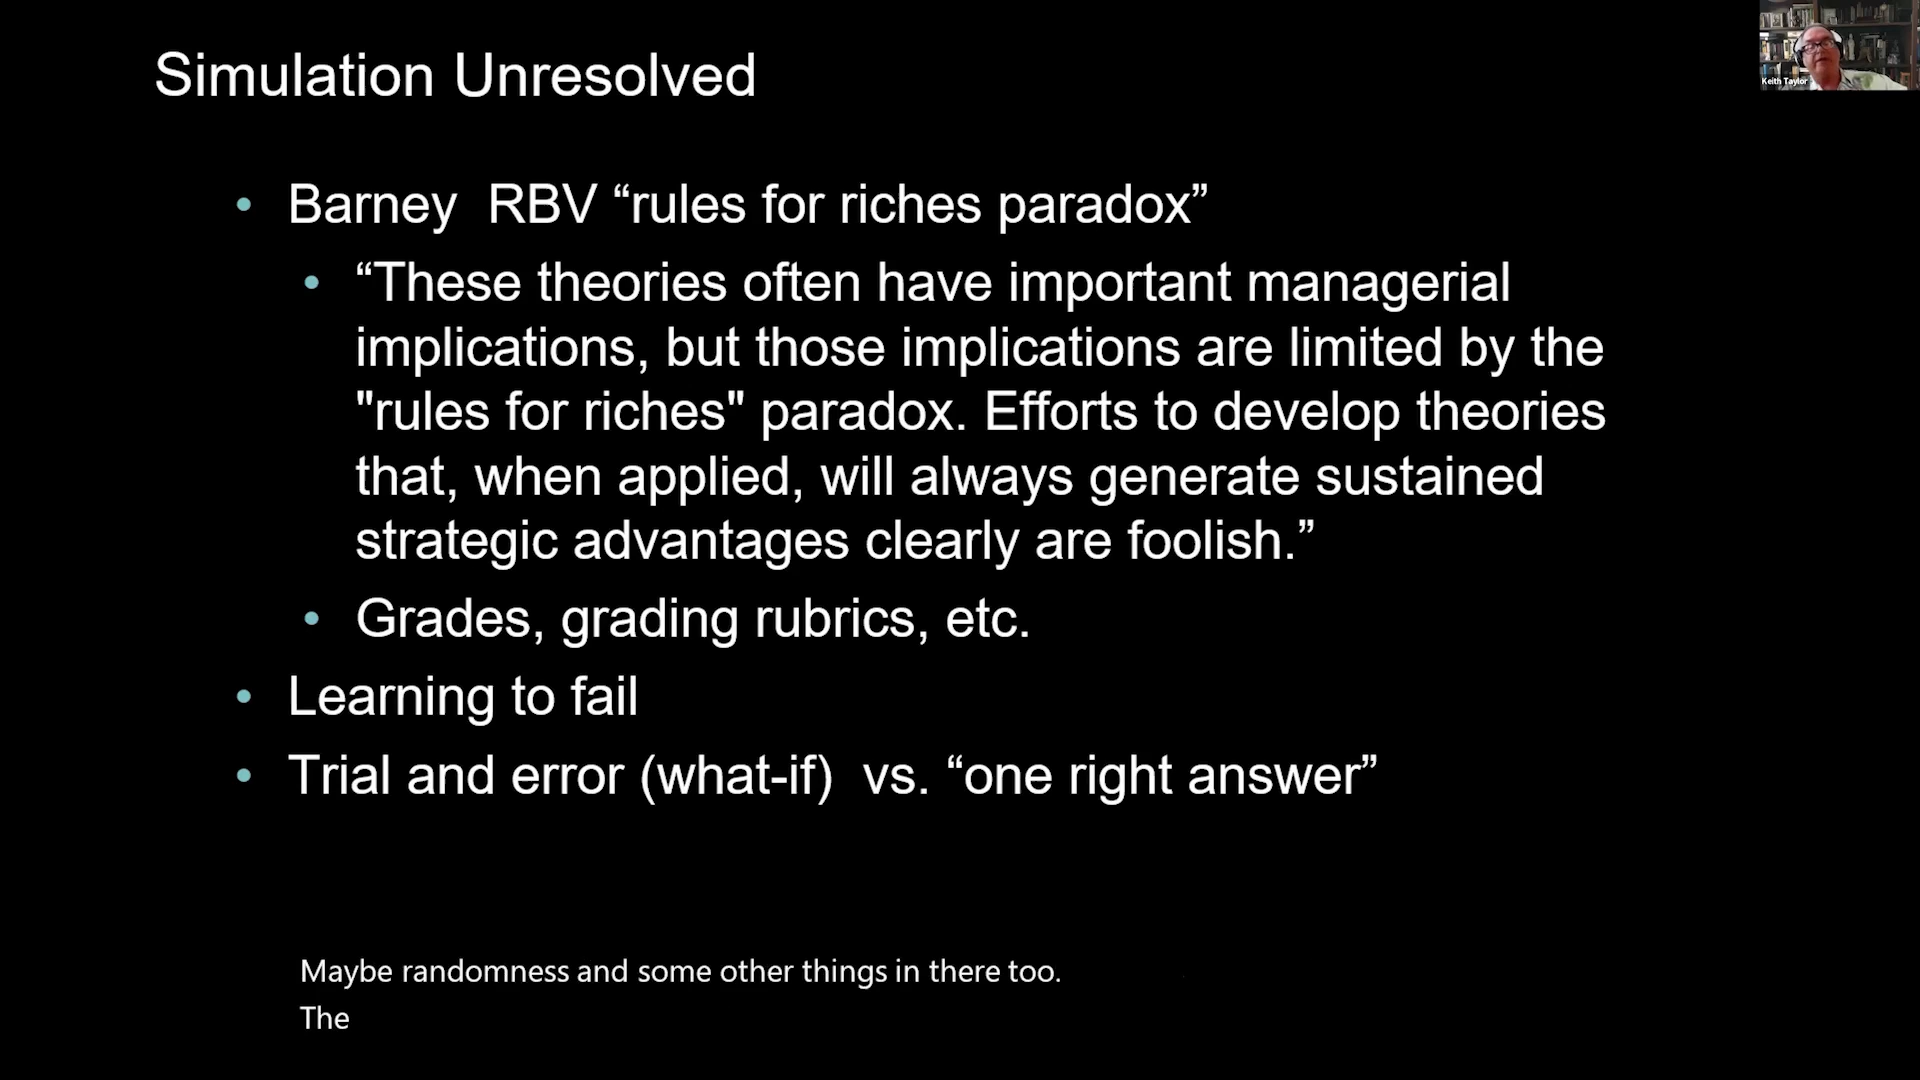 Simulation Unresolved
Keith Taylor
• Barney RBV “rules for riches paradox”
• “These theories often have important managerial
implications, but those implications are limited by the
"rules for riches" paradox. Efforts to develop theories
that, when applied, will always generate sustained
strategic advantages clearly are foolish.”
• Grades, grading rubrics, etc.
• Learning to fail
• Trial and error (what-if) vs. “one right answer”
Maybe randomness and some other things in there too.
The